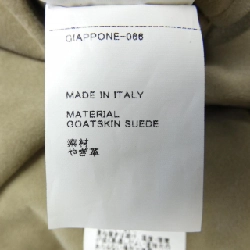 GIAPPONE-066
MADE IN ITALY
MATERIAL
GOATSKIN SUEDE
素材
やぎ革